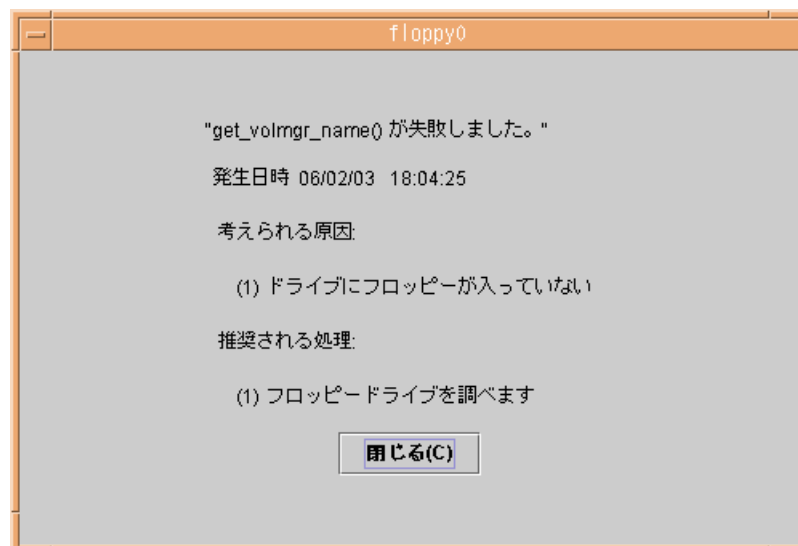 floppy0
"get_volmgr_name() が失敗しました。"
発生日時 06/02/03 18:04:25
考えられる原因:
(1) ドライブにフロッピーが入っていない
推奨される処理:
(1) フロッピードライブを調べます
閉じる(C)